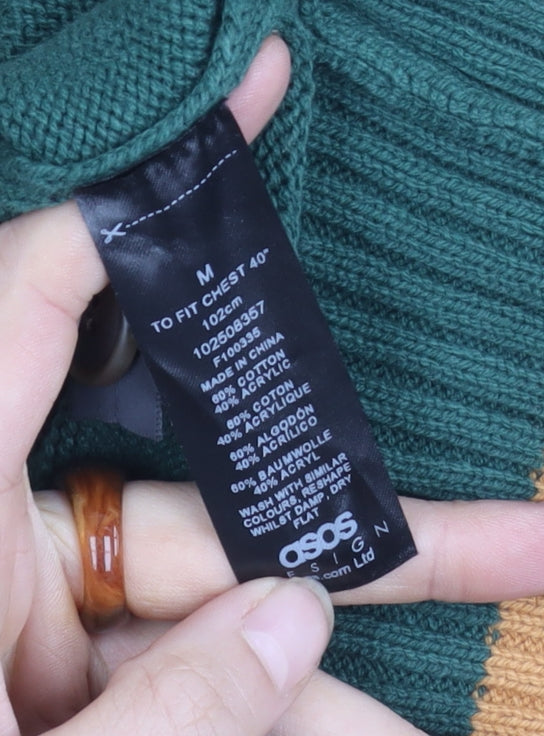 M
TO FIT CHEST 40"
102cm
102508357
F100335
MADE IN CHINA
60% COTTON
40% ACRYLIC
60% COTON
40% ACRYLIQUE
60% ALGODÓN
40% ACRÍLICO
60% BAUMWOLLE
40% ACRYL
WASH WITH SIMILAR
COLOURS, RESHAPE
WHILST DAMP, DRY
FLAT
asos
ESIGN
.com Ltd